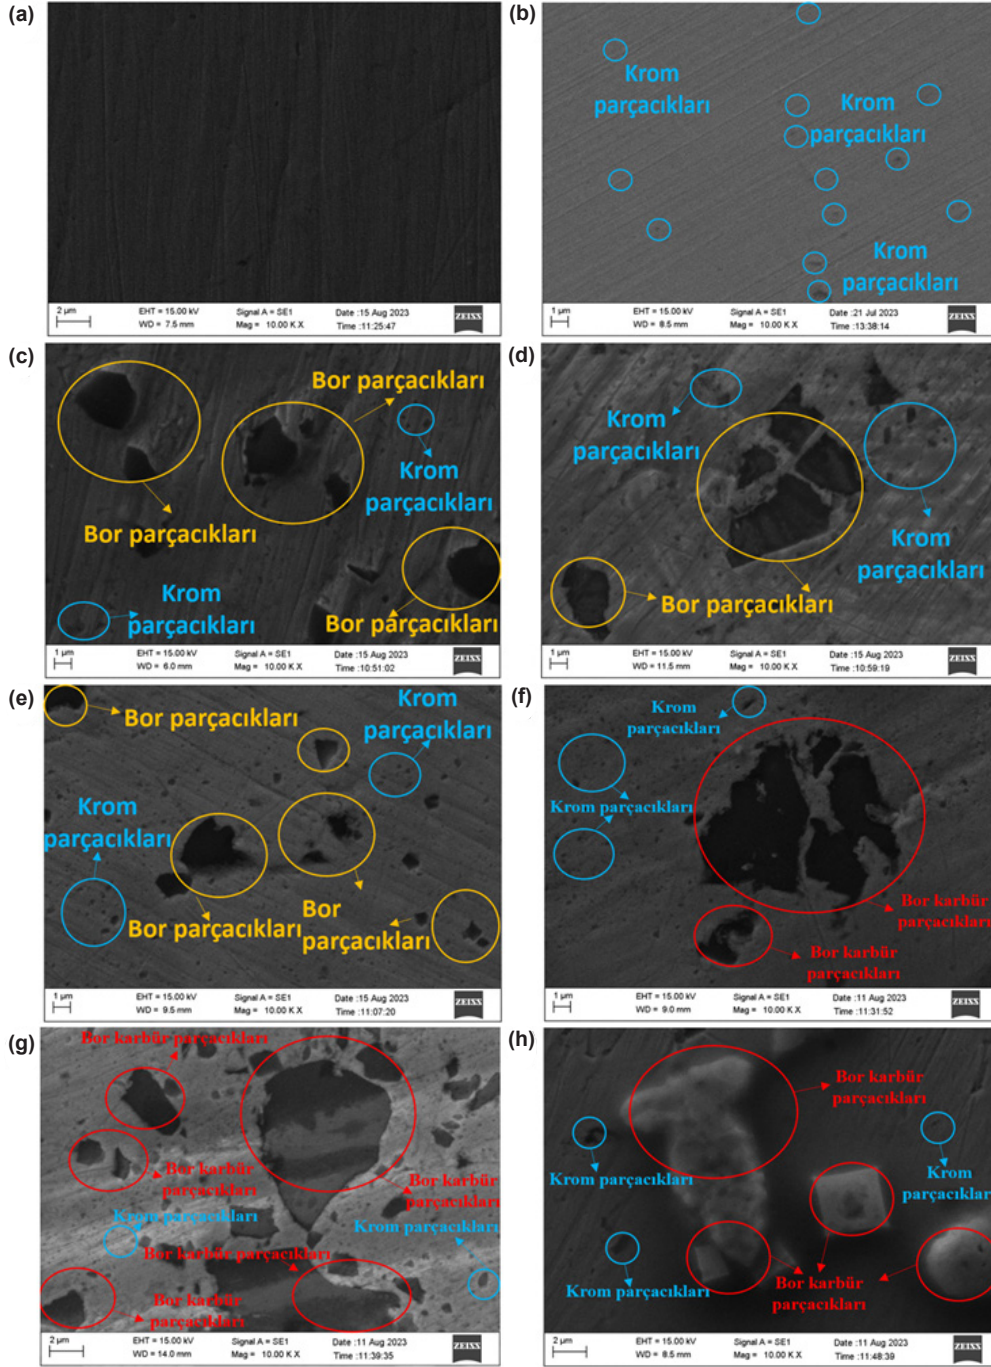 (a)
2 µm
EHT = 15.00 kV
WD = 7.5 mm
Signal A = SE1
Mag = 10.00 K X
Date :15 Aug 2023
Time :11:25:47
ZEISS
(b)
Krom
parçacıkları
Krom
parçacıkları
Krom
parçacıkları
1 µm
EHT = 15.00 kV
WD = 8.5 mm
Signal A = SE1
Mag = 10.00 K X
Date :21 Jul 2023
Time :13:38:14
ZEISS
(c)
Bor parçacıkları
Krom
parçacıkları
Bor parçacıkları
Krom
parçacıkları
Bor parçacıkları
1 µm
EHT = 15.00 kV
WD = 6.0 mm
Signal A = SE1
Mag = 10.00 K X
Date :15 Aug 2023
Time :10:51:02
ZEISS
(d)
Krom
parçacıkları
Krom
parçacıkları
Bor parçacıkları
1 µm
EHT = 15.00 kV
WD = 11.5 mm
Signal A = SE1
Mag = 10.00 K X
Date :15 Aug 2023
Time :10:59:19
ZEISS
(e)
Bor parçacıkları
Krom
parçacıkları
Krom
parçacıkları
Bor parçacıkları
Bor
parçacıkları
1 µm
EHT = 15.00 kV
WD = 9.5 mm
Signal A = SE1
Mag = 10.00 K X
Date :15 Aug 2023
Time :11:07:20
ZEISS
(f)
Krom
parçacıkları
Krom parçacıkları
Bor karbür
parçacıkları
Bor karbür
parçacıkları
1 µm
EHT = 15.00 kV
WD = 9.0 mm
Signal A = SE1
Mag = 10.00 K X
Date :11 Aug 2023
Time :11:31:52
ZEISS
(g)
Bor karbür parçacıkları
Bor karbür
parçacıkları
Bor karbür
parçacıkları
Krom parçacıkları
Krom parçacıkları
Bor karbür parçacıkları
Bor karbür
parçacıkları
2 µm
EHT = 15.00 kV
WD = 14.0 mm
Signal A = SE1
Mag = 10.00 K X
Date :11 Aug 2023
Time :11:39:35
ZEISS
(h)
Bor karbür
parçacıkları
Krom parçacıkları
Krom
parçacıkları
Krom parçacıkları
Bor karbür
parçacıkları
2 µm
EHT = 15.00 kV
WD = 8.5 mm
Signal A = SE1
Mag = 10.00 K X
Date :11 Aug 2023
Time :11:48:39
ZEISS